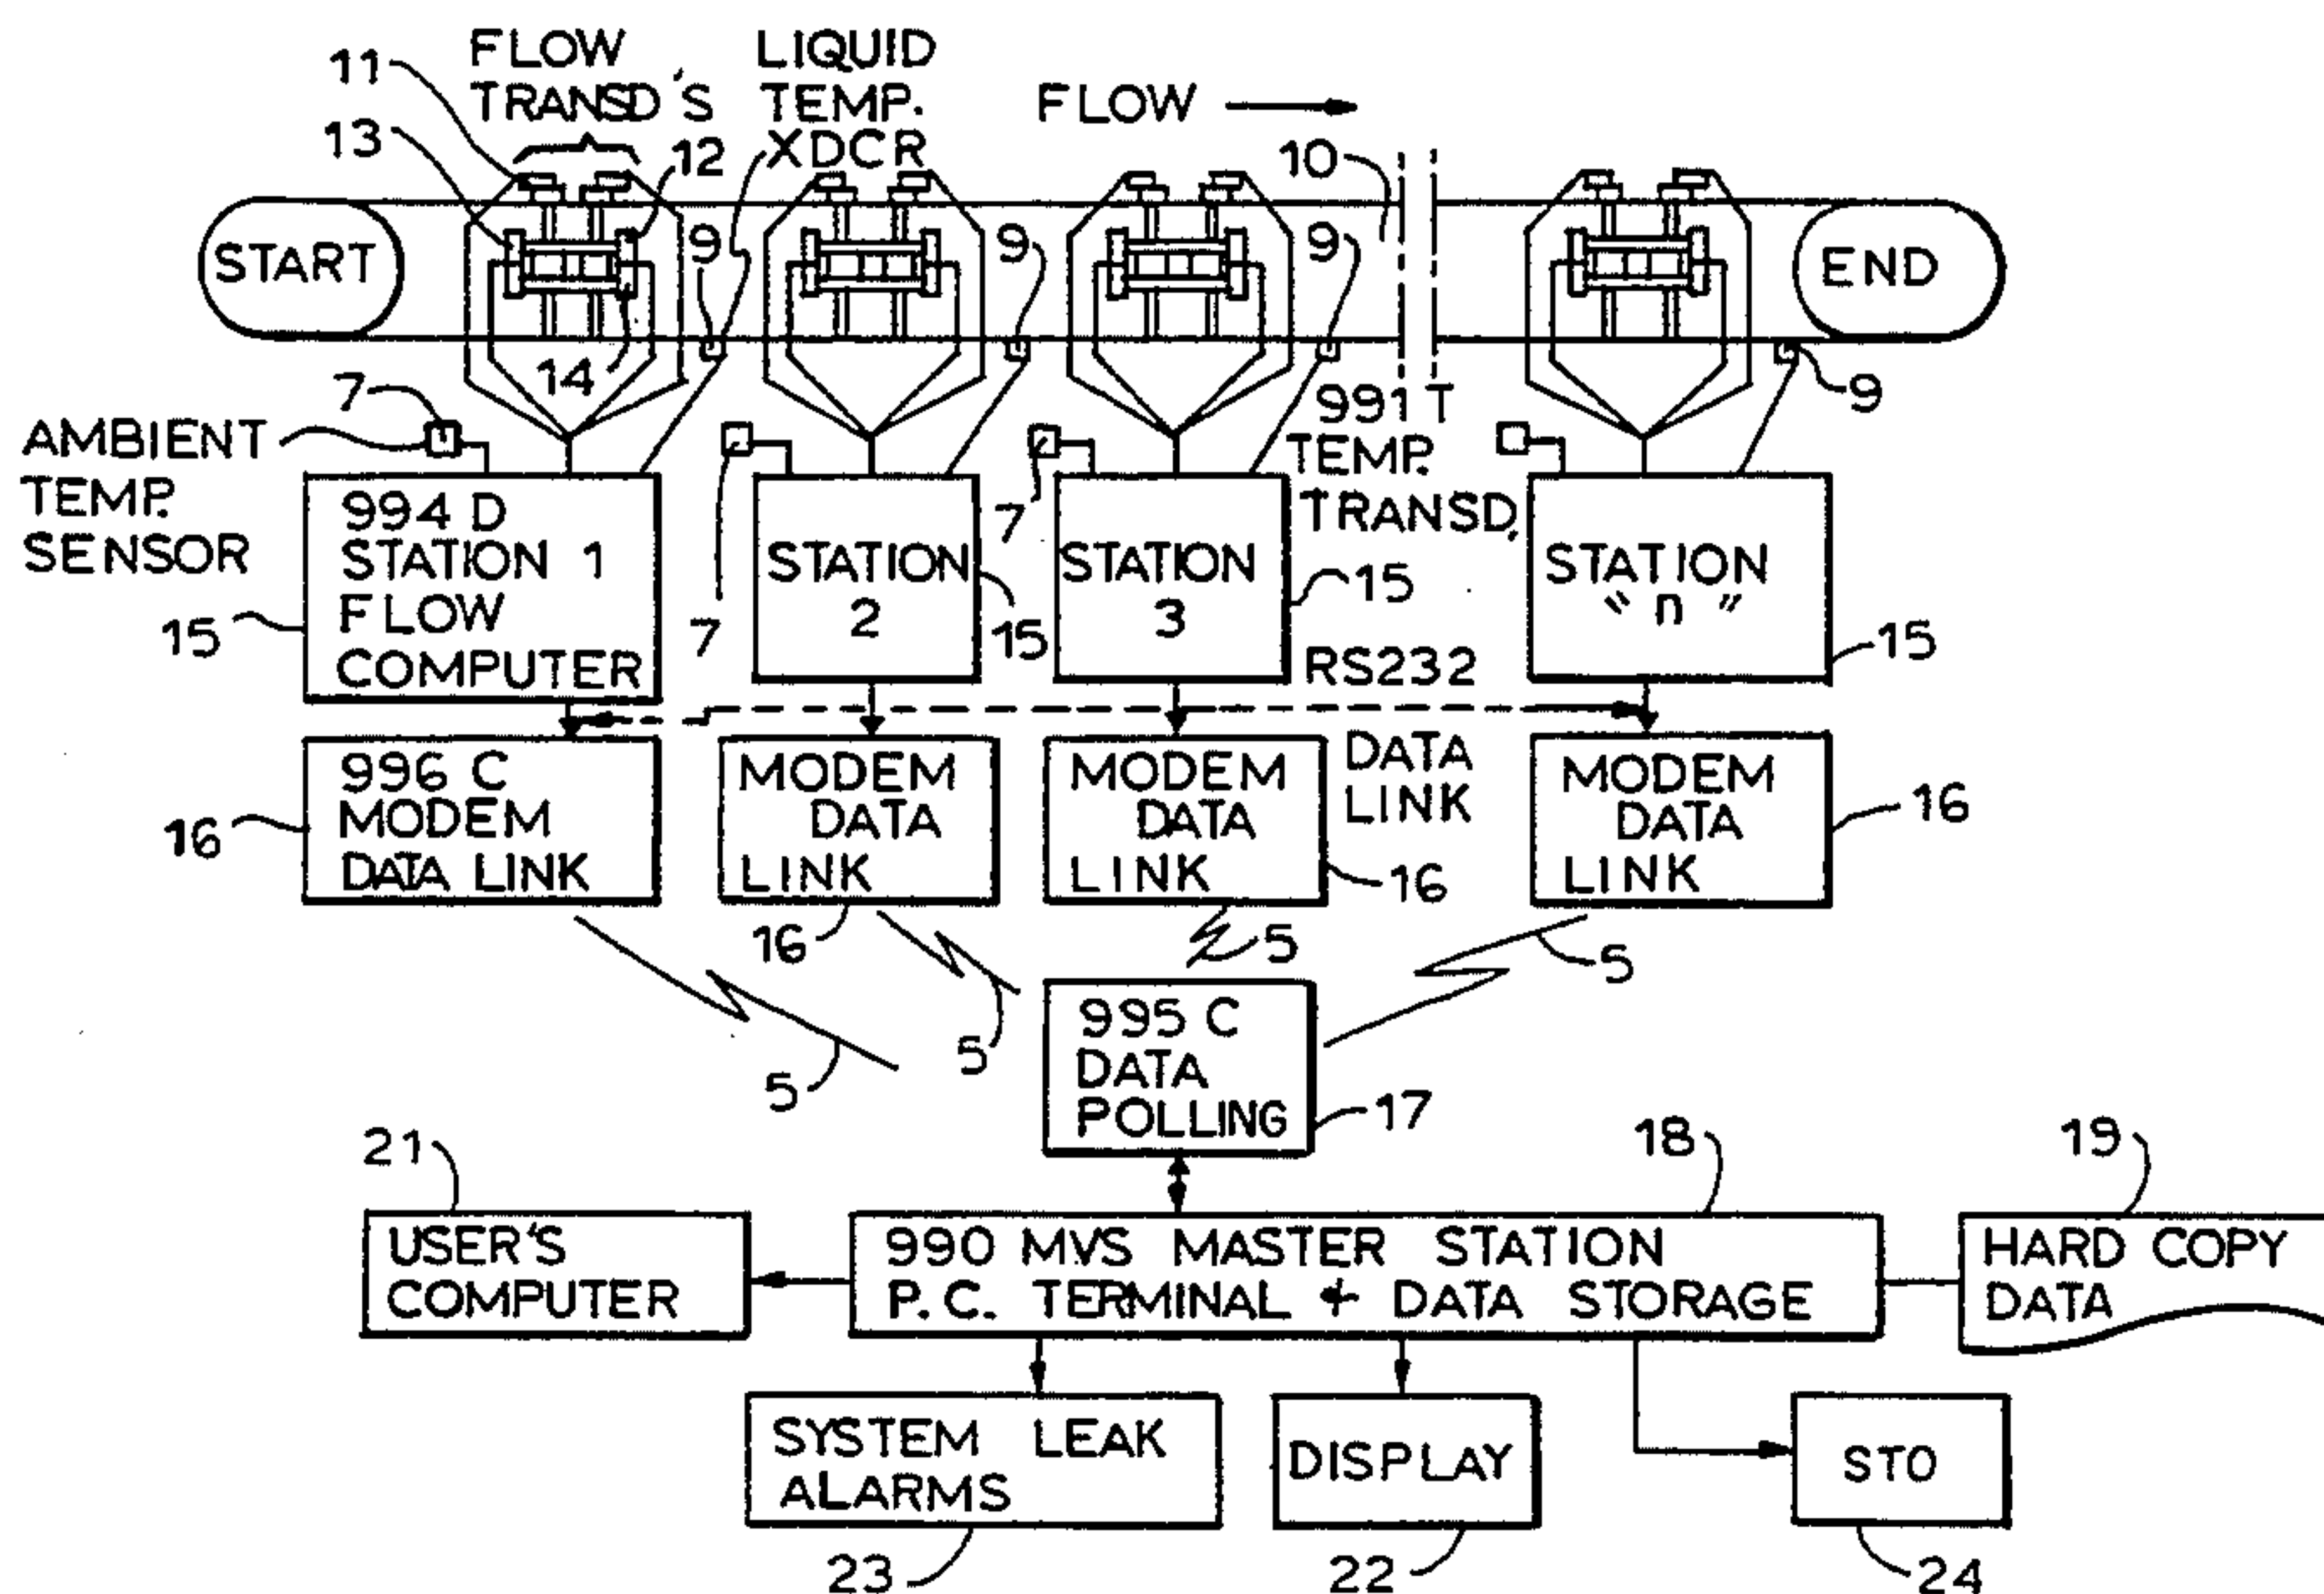 FLOW
TRANSD'S
LIQUID
TEMP.
XDCR
FLOW
11
13
12
10
START
9
9
9
END
14
7
9
AMBIENT
TEMP.
SENSOR
991 T
TEMP.
TRANSD.
994 D
STATION 1
FLOW
COMPUTER
STATION
2
STATION
3
STATION
"n"
7
7
15
15
15
15
RS232
DATA
LINK
996 C
MODEM
DATA LINK
MODEM
DATA
LINK
MODEM
DATA
LINK
MODEM
DATA
LINK
16
16
16
16
5
5
5
5
995 C
DATA
POLLING
17
21
18
19
USER'S
COMPUTER
990 MVS MASTER STATION
P.C. TERMINAL + DATA STORAGE
HARD COPY
DATA
SYSTEM LEAK
ALARMS
DISPLAY
STO
23
22
24